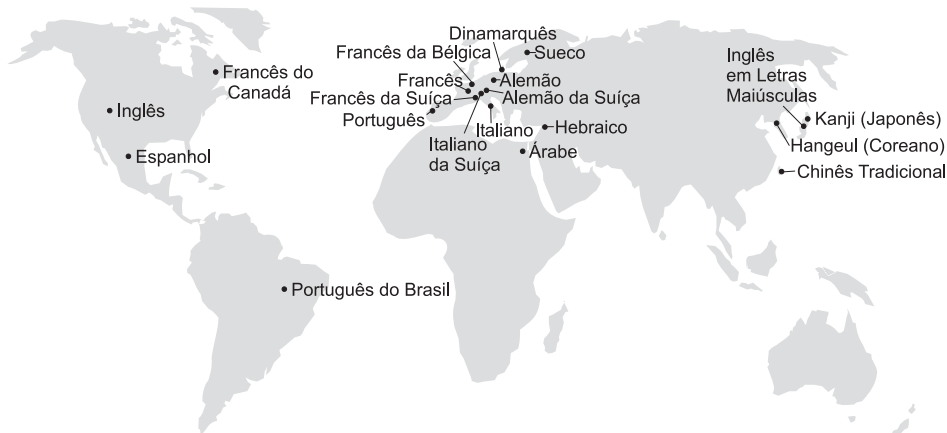 Dinamarquês
Francês da Bélgica
Sueco
Francês do
Canadá
Francês
Alemão
Inglês
em Letras
Maiúsculas
Inglês
Francês da Suíça
Alemão da Suíça
Português
Italiano
Kanji (Japonês)
Hebraico
Hangeul (Coreano)
Espanhol
Italiano
da Suíça
Árabe
Chinês Tradicional
Português do Brasil